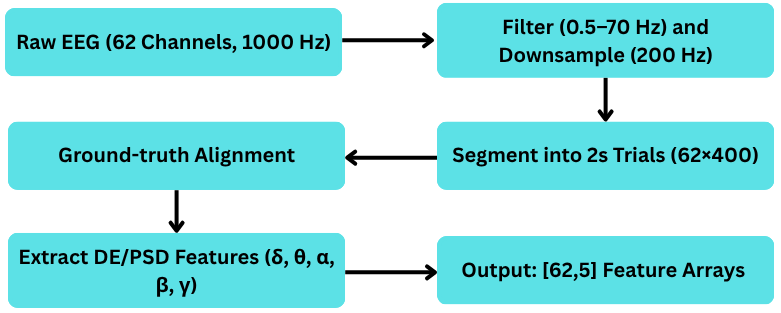 Raw EEG (62 Channels, 1000 Hz)
Filter (0.5–70 Hz) and
Downsample (200 Hz)
Segment into 2s Trials (62×400)
Ground-truth Alignment
Extract DE/PSD Features (δ, θ, α,
β, γ)
Output: [62,5] Feature Arrays